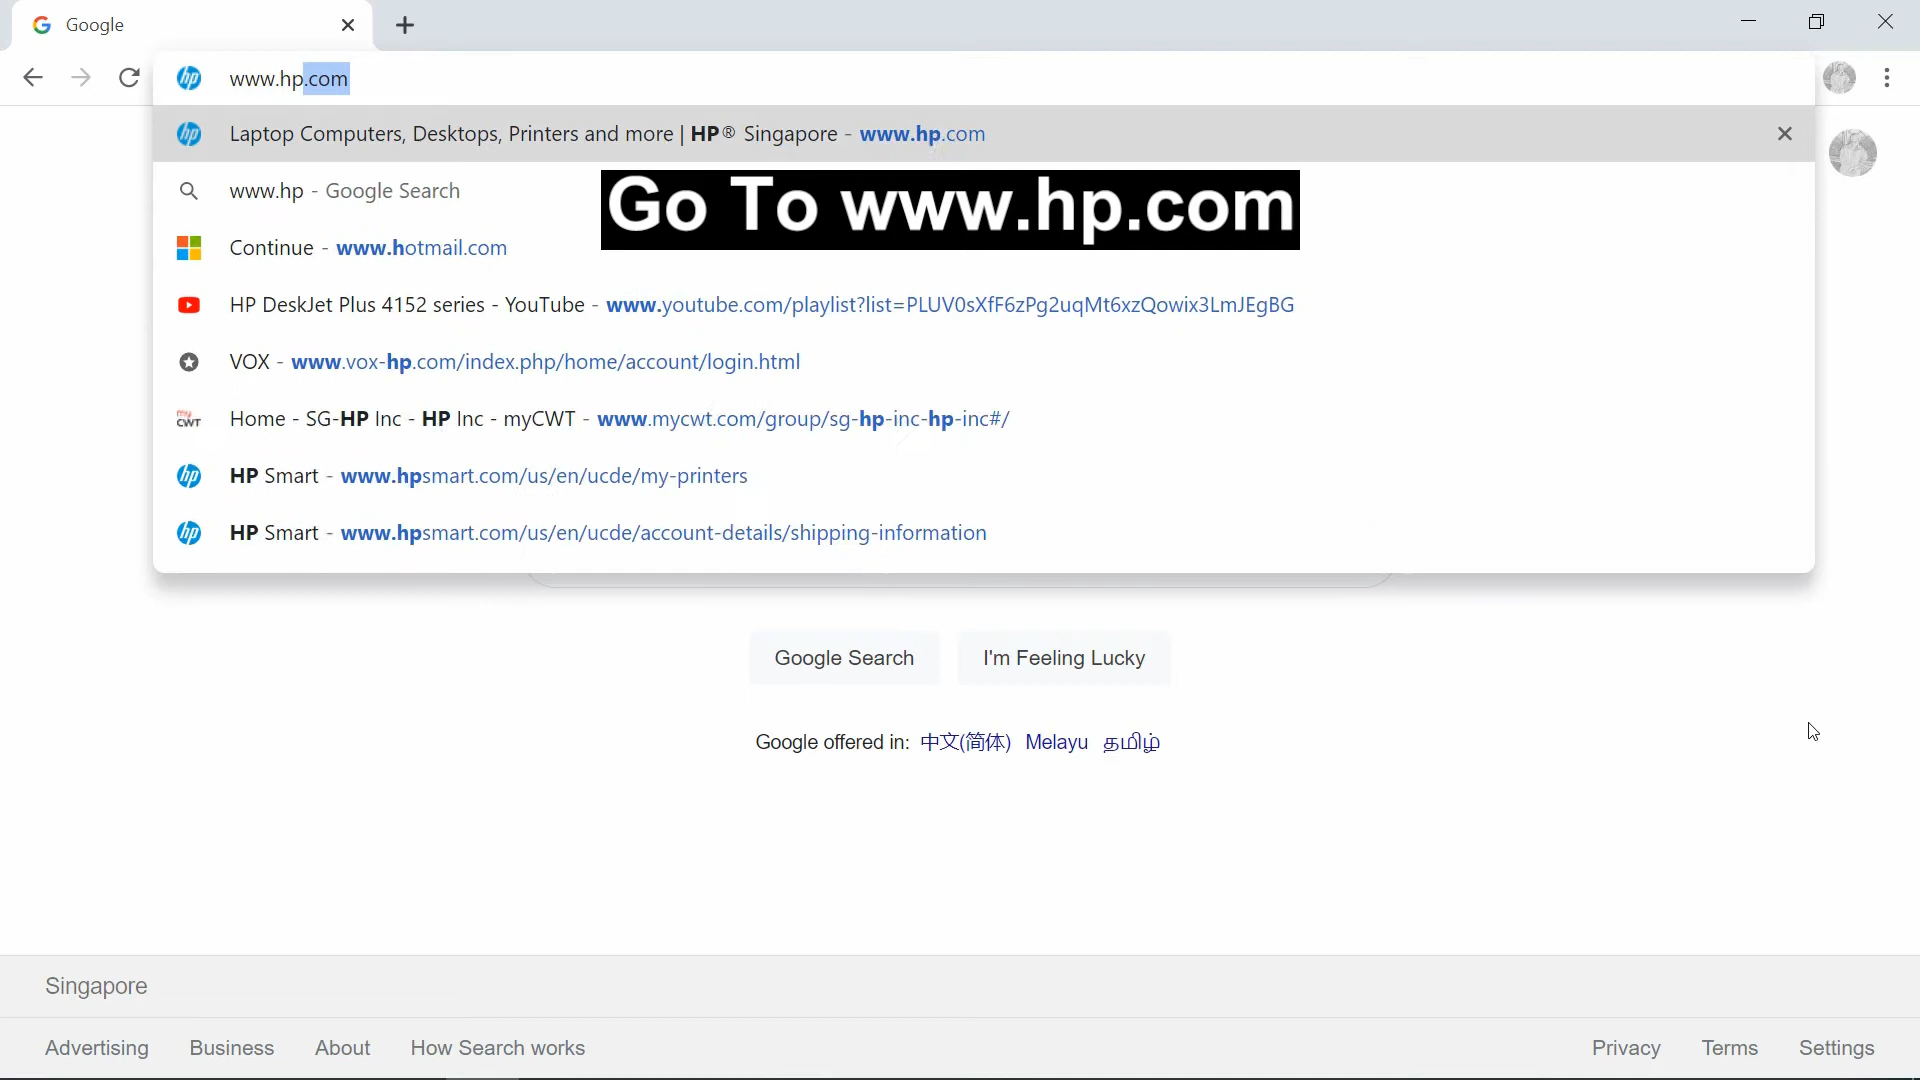 Google
www.hp.com
Laptop Computers, Desktops, Printers and more | HP® Singapore - www.hp.com
www.hp - Google Search
Go To www.hp.com
Continue - www.hotmail.com
HP DeskJet Plus 4152 series - YouTube - www.youtube.com/playlist?list=PLUV0sXfF6zPg2uqMt6xzQowix3LmJEgBG
VOX - www.vox-hp.com/index.php/home/account/login.html
my CWT
Home - SG-HP Inc - HP Inc - myCWT - www.mycwt.com/group/sg-hp-inc-hp-inc#/
hp
HP Smart - www.hpsmart.com/us/en/ucde/my-printers
HP Smart - www.hpsmart.com/us/en/ucde/account-details/shipping-information
Google Search
I'm Feeling Lucky
Google offered in: 中文(简体) Melayu தமிழ்
Singapore
Advertising Business About How Search works
Privacy Terms Settings